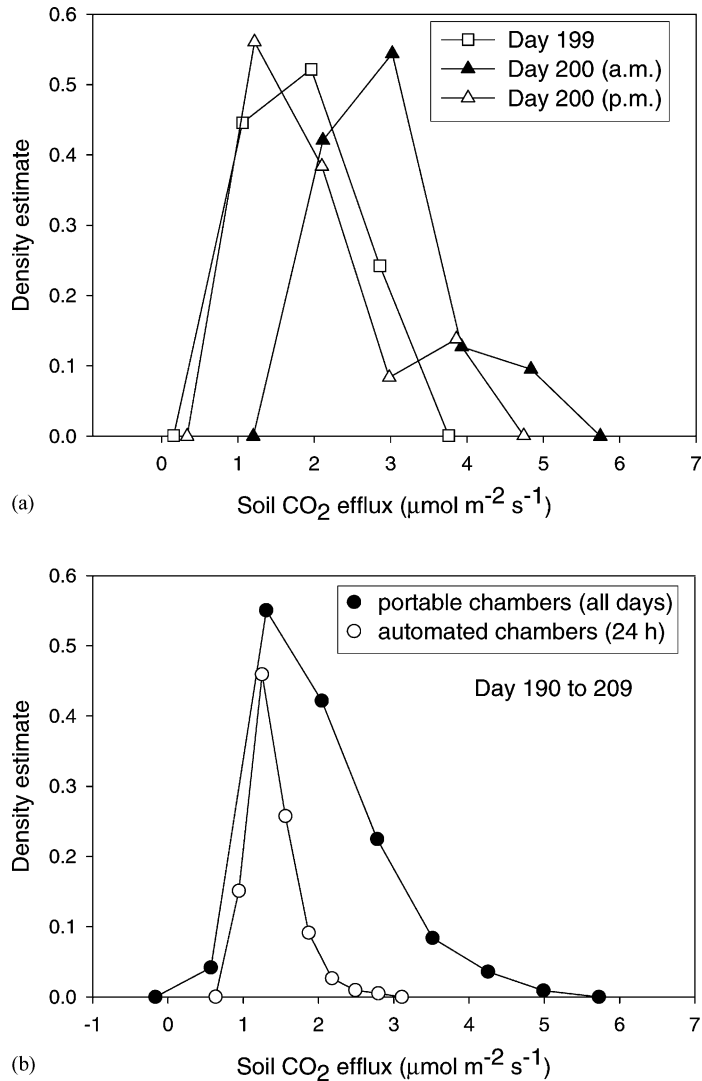 0.6
Day 199
Day 200 (a.m.)
Day 200 (p.m.)
0.5
0.4
0.3
0.2
0.1
0.0
Density estimate
0 1 2 3 4 5 6 7
(a)
Soil CO2 efflux (μmol m-2 s-1)
0.6
portable chambers (all days)
automated chambers (24 h)
Day 190 to 209
0.5
0.4
0.3
0.2
0.1
0.0
Density estimate
-1 0 1 2 3 4 5 6 7
(b)
Soil CO2 efflux (μmol m-2 s-1)